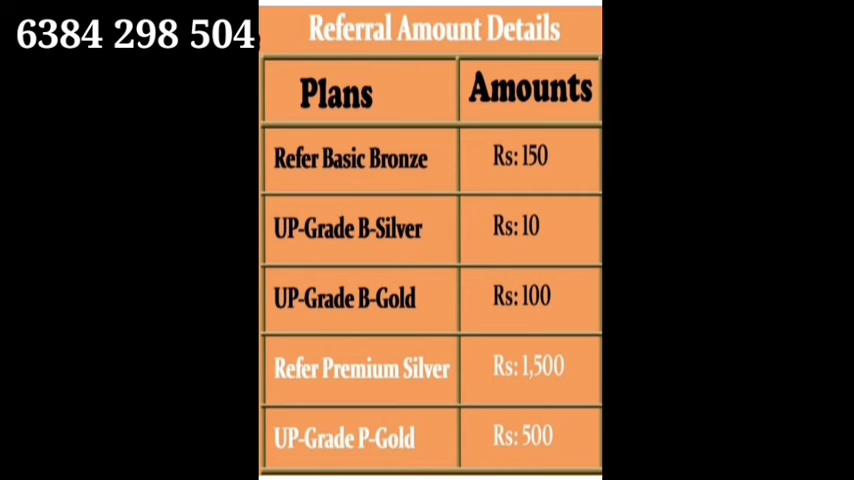 6384 298 504
Referral Amount Details
Plans Amounts
Refer Basic Bronze Rs: 150
UP-Grade B-Silver Rs: 10
UP-Grade B-Gold Rs: 100
Refer Premium Silver Rs: 1,500
UP-Grade P-Gold Rs: 500